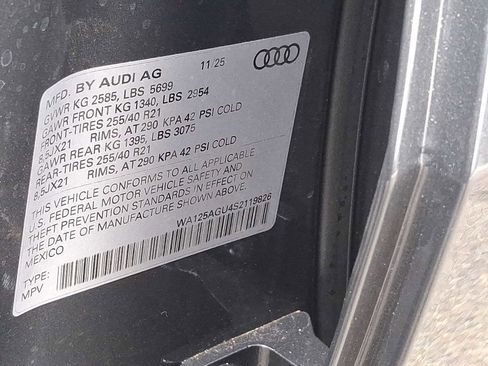 MFD. BY AUDI AG 11/25
GVWR KG 2585, LBS 5699
GAWR FRONT KG 1340, LBS 2954
FRONT-TIRES 255/40 R21
8,5JX21 RIMS, AT 290 KPA 42 PSI COLD
GAWR REAR KG 1395, LBS 3075
REAR-TIRES 255/40 R21
8,5JX21 RIMS, AT 290 KPA 42 PSI COLD
THIS VEHICLE CONFORMS TO ALL APPLICABLE
U.S. FEDERAL MOTOR VEHICLE SAFETY AND
THEFT PREVENTION STANDARDS IN EFFECT ON
THE DATE OF MANUFACTURE SHOWN ABOVE.
MEXICO WA125AGU4S2119826
TYPE:
MPV